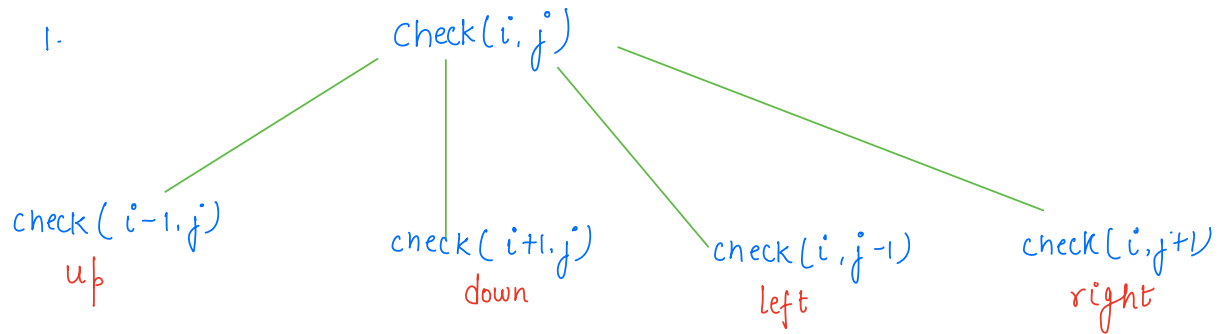 1.
Check(i,j)
check(i-1,j)
up
check(i+1,j)
down
check(i,j-1)
left
check(i,j+1)
right